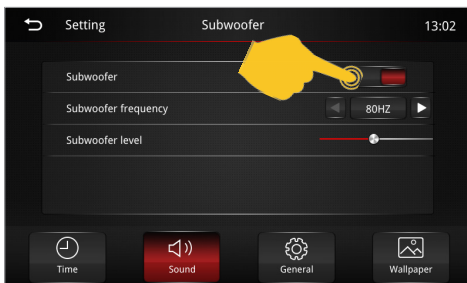 Setting Subwoofer 13:02
Subwoofer
Subwoofer frequency 80HZ
Subwoofer level
Time Sound General Wallpaper